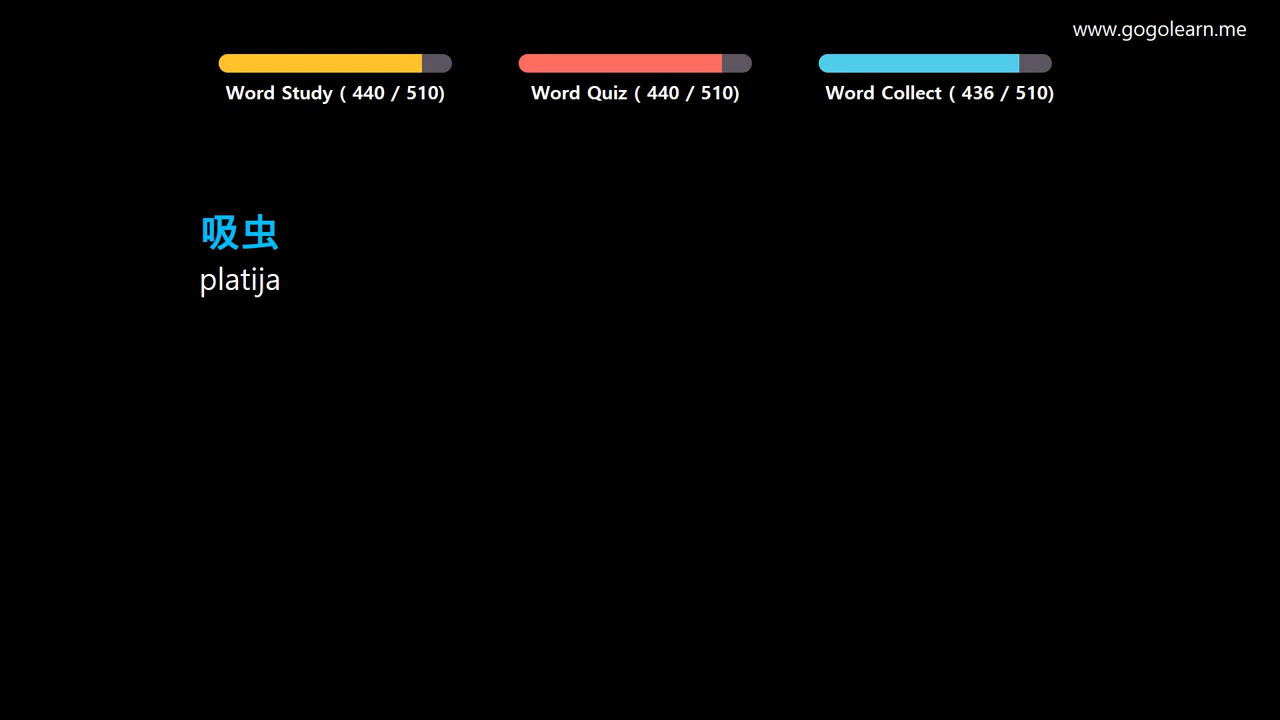 www.gogolearn.me
Word Study ( 440 / 510)
Word Quiz ( 440 / 510)
Word Collect ( 436 / 510)
吸虫
platija